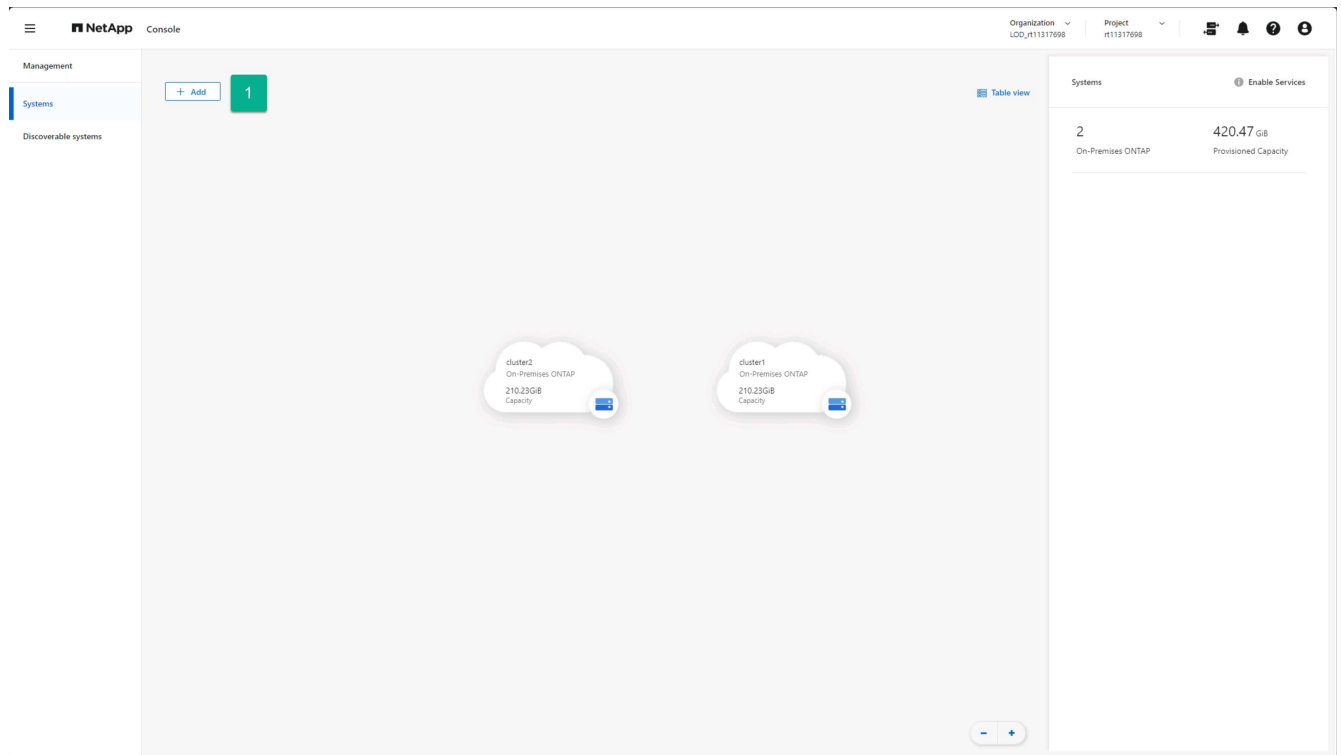 NetApp Console
Organization
LOD_rt11317698
Project
rt11317698
Management
Systems
Discoverable systems
+ Add
1
Table view
Systems
Enable Services
2
On-Premises ONTAP
420.47 GiB
Provisioned Capacity
cluster2
On-Premises ONTAP
210.23GiB
Capacity
cluster1
On-Premises ONTAP
210.23GiB
Capacity
- +